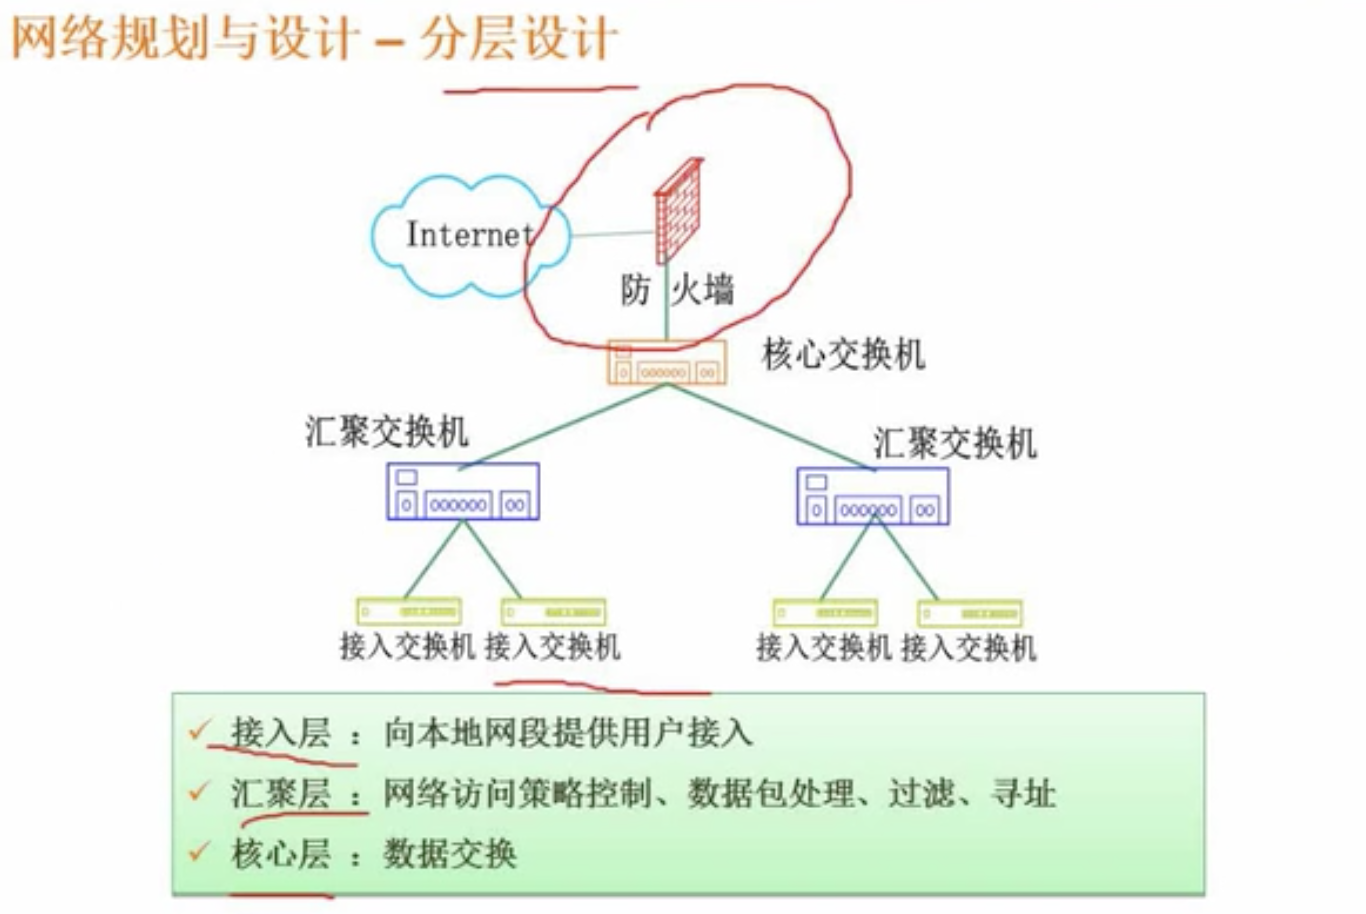 网络规划与设计 – 分层设计
Internet
防火墙
核心交换机
汇聚交换机
汇聚交换机
接入交换机 接入交换机 接入交换机 接入交换机
✓ 接入层 ：向本地网段提供用户接入
✓ 汇聚层 ：网络访问策略控制、数据包处理、过滤、寻址
✓ 核心层 ：数据交换